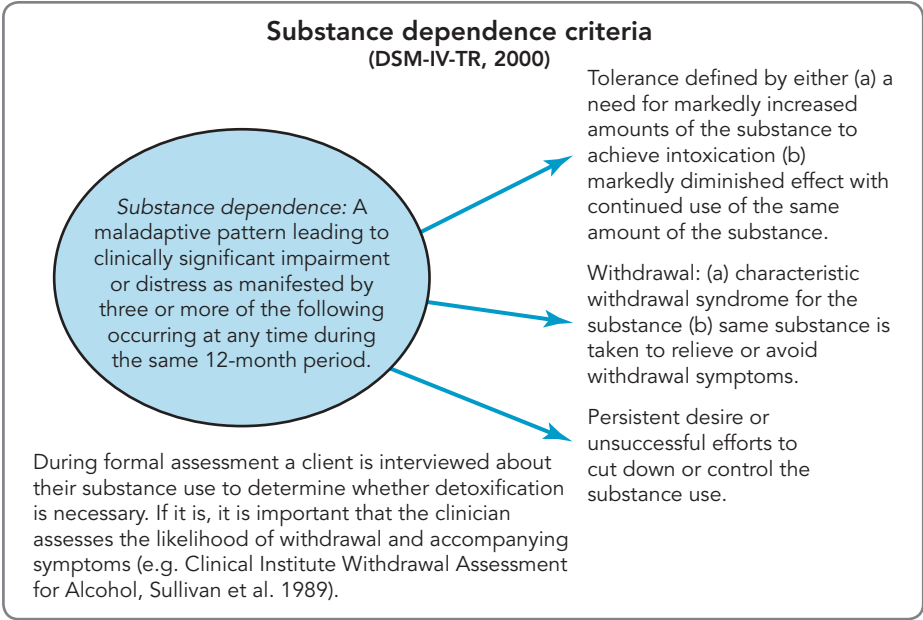 Substance dependence criteria
(DSM-IV-TR, 2000)
Substance dependence: A
maladaptive pattern leading to
clinically significant impairment
or distress as manifested by
three or more of the following
occurring at any time during
the same 12-month period.
Tolerance defined by either (a) a
need for markedly increased
amounts of the substance to
achieve intoxication (b)
markedly diminished effect with
continued use of the same
amount of the substance.
Withdrawal: (a) characteristic
withdrawal syndrome for the
substance (b) same substance is
taken to relieve or avoid
withdrawal symptoms.
Persistent desire or
unsuccessful efforts to
cut down or control the
substance use.
During formal assessment a client is interviewed about
their substance use to determine whether detoxification
is necessary. If it is, it is important that the clinician
assesses the likelihood of withdrawal and accompanying
symptoms (e.g. Clinical Institute Withdrawal Assessment
for Alcohol, Sullivan et al. 1989).